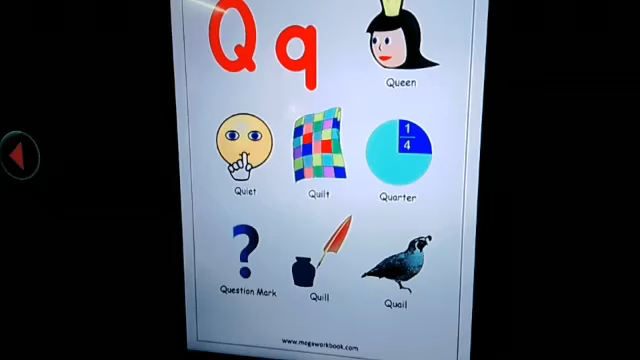 Q q
Queen
1
4
Quiet Quilt Quarter
Question Mark Quill Quail
www.megaworkbook.com